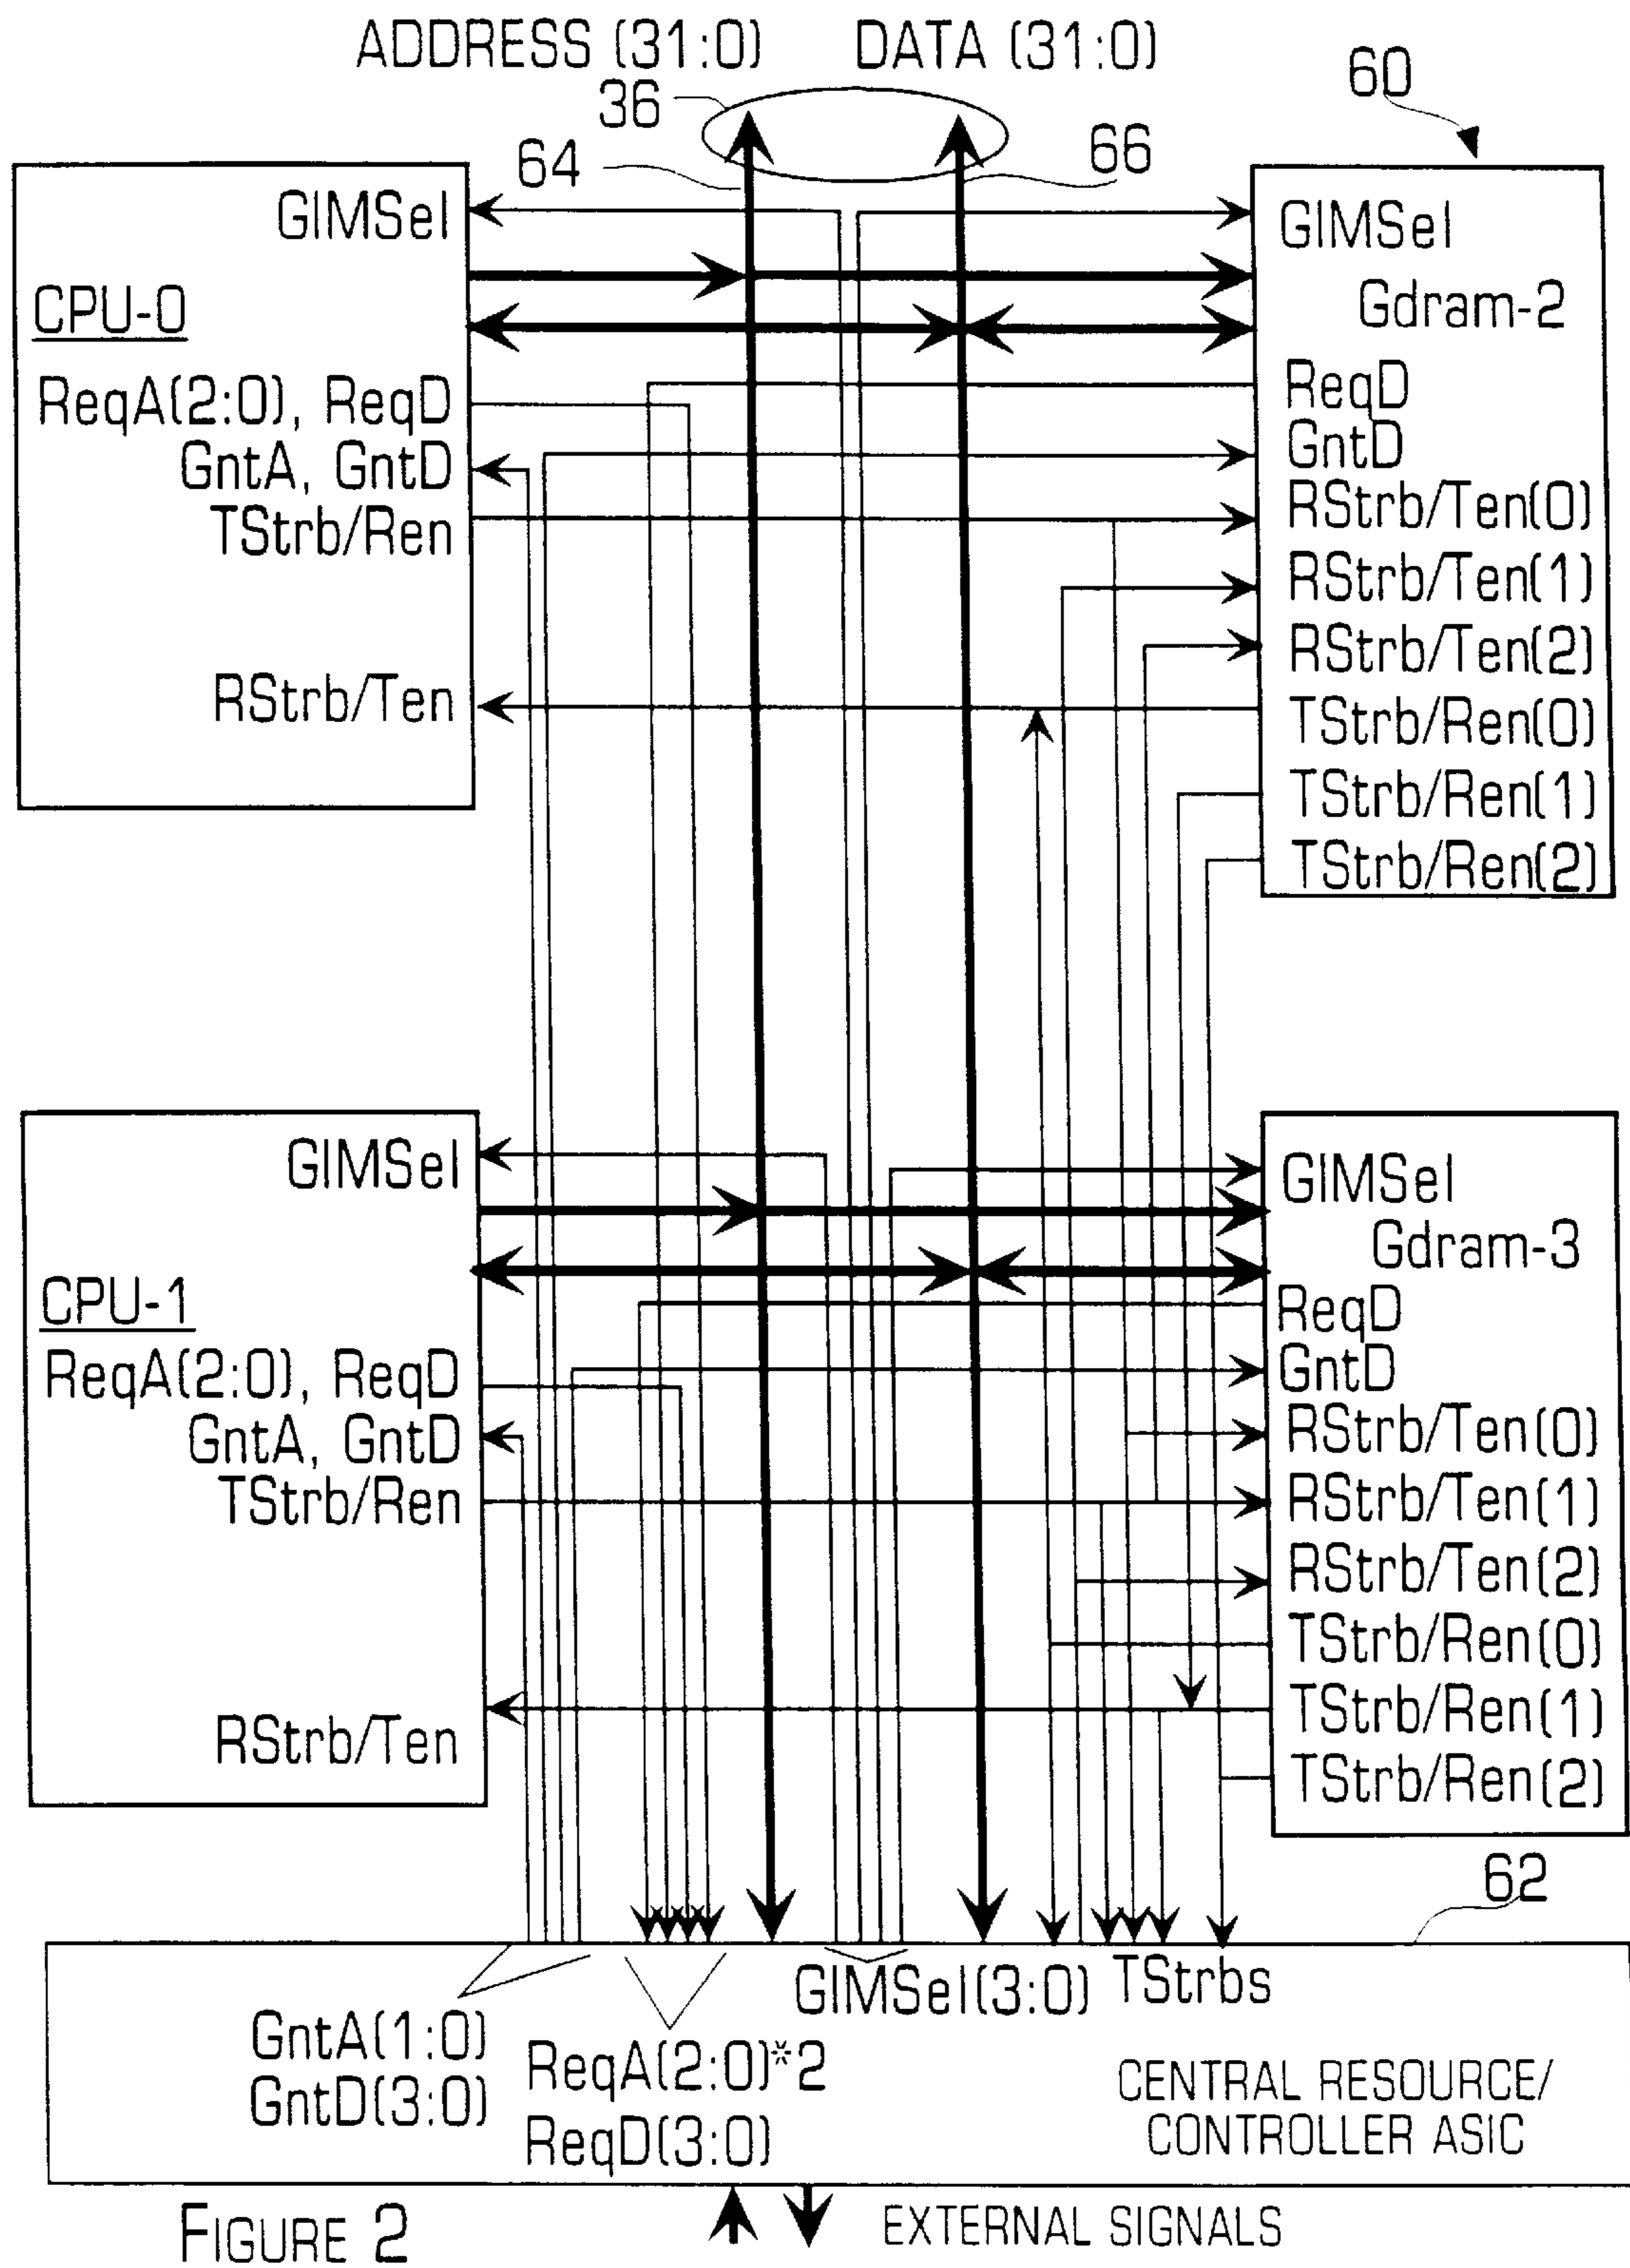 ADDRESS (31:0) DATA (31:0)
60
36
64
66
GIMSel
CPU-0
ReqA(2:0), ReqD
GntA, GntD
TStrb/Ren
RStrb/Ten
GIMSel
Gdram-2
ReqD
GntD
RStrb/Ten(0)
RStrb/Ten(1)
RStrb/Ten(2)
TStrb/Ren(0)
TStrb/Ren(1)
TStrb/Ren(2)
GIMSel
CPU-1
ReqA(2:0), ReqD
GntA, GntD
TStrb/Ren
RStrb/Ten
GIMSel
Gdram-3
ReqD
GntD
RStrb/Ten(0)
RStrb/Ten(1)
RStrb/Ten(2)
TStrb/Ren(0)
TStrb/Ren(1)
TStrb/Ren(2)
62
GIMSel(3:0) TStrbs
GntA(1:0)
GntD(3:0)
ReqA(2:0)*2
ReqD(3:0)
CENTRAL RESOURCE/
CONTROLLER ASIC
FIGURE 2
EXTERNAL SIGNALS